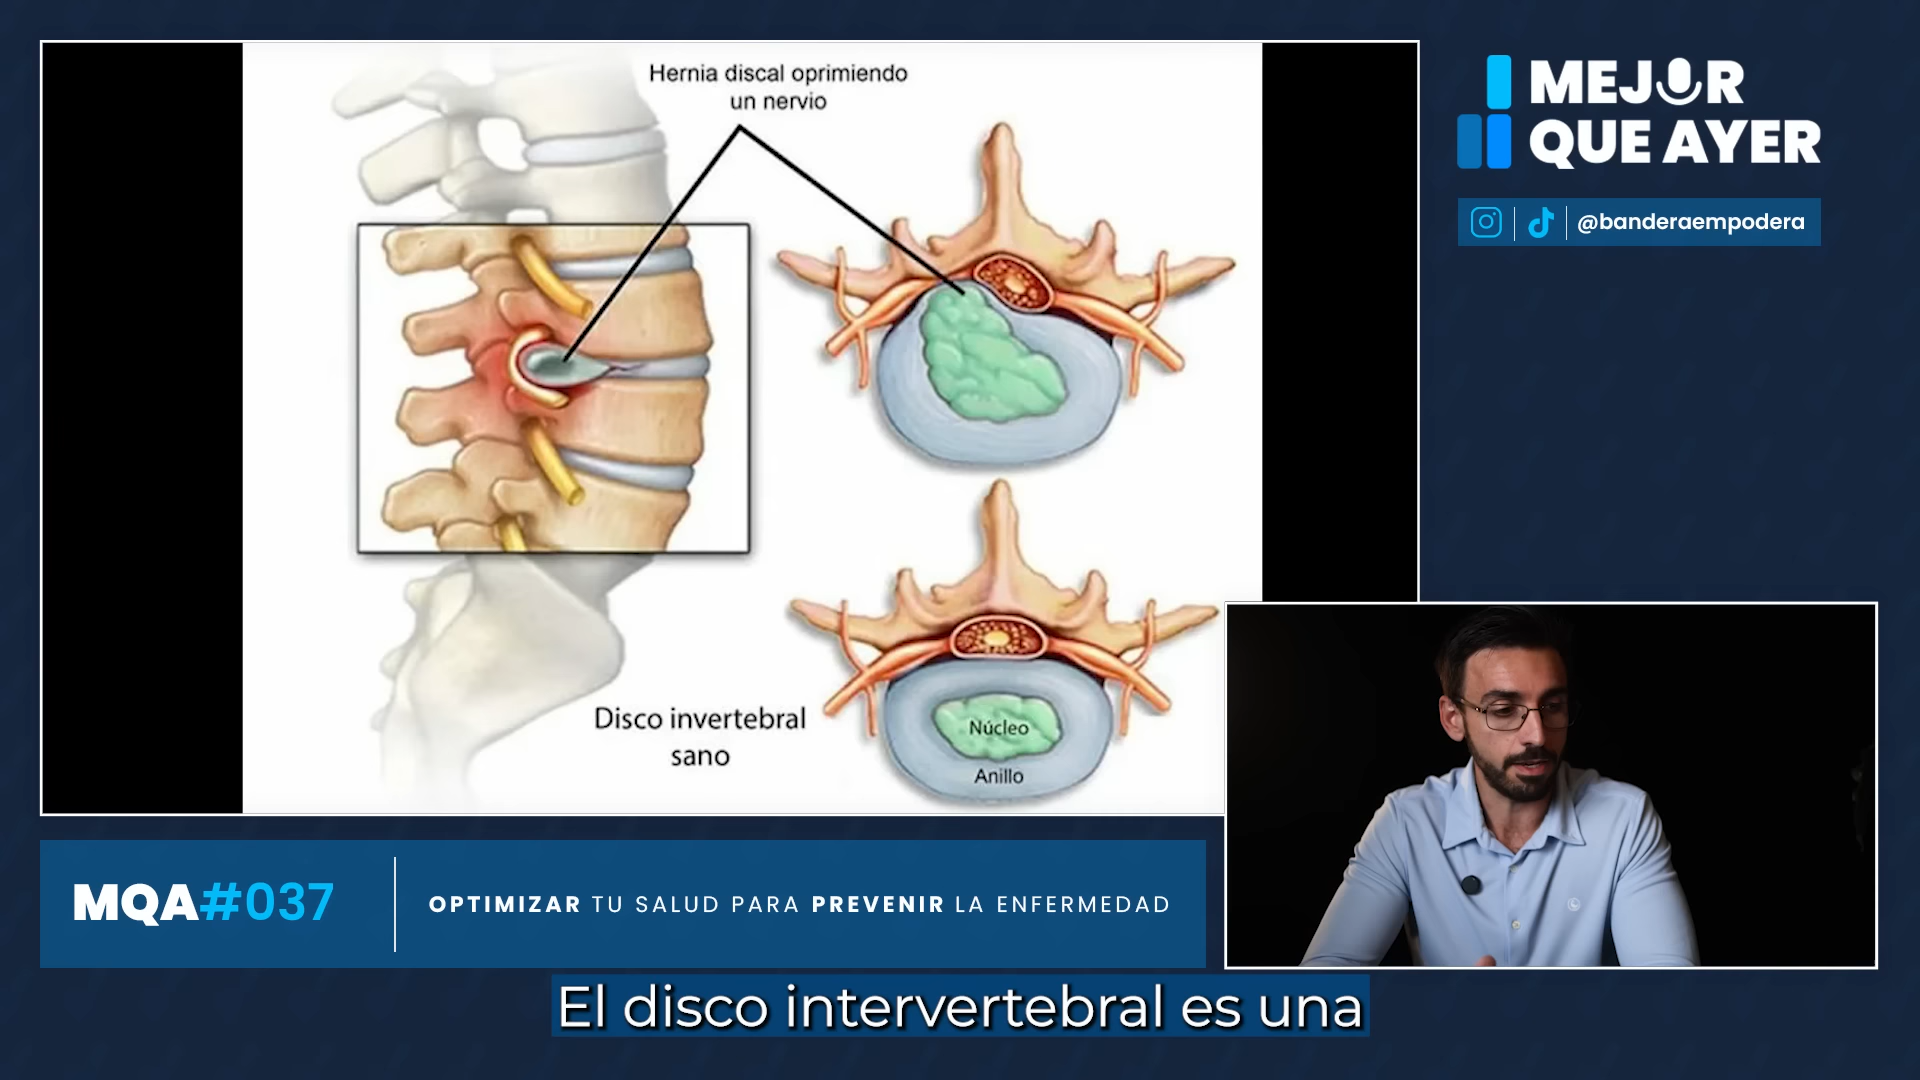 Hernia discal oprimiendo
un nervio
Disco invertebral
sano
Núcleo
Anillo
MEJOR
QUE AYER
@banderaempodera
MQA#037
OPTIMIZAR TU SALUD PARA PREVENIR LA ENFERMEDAD
El disco intervertebral es una